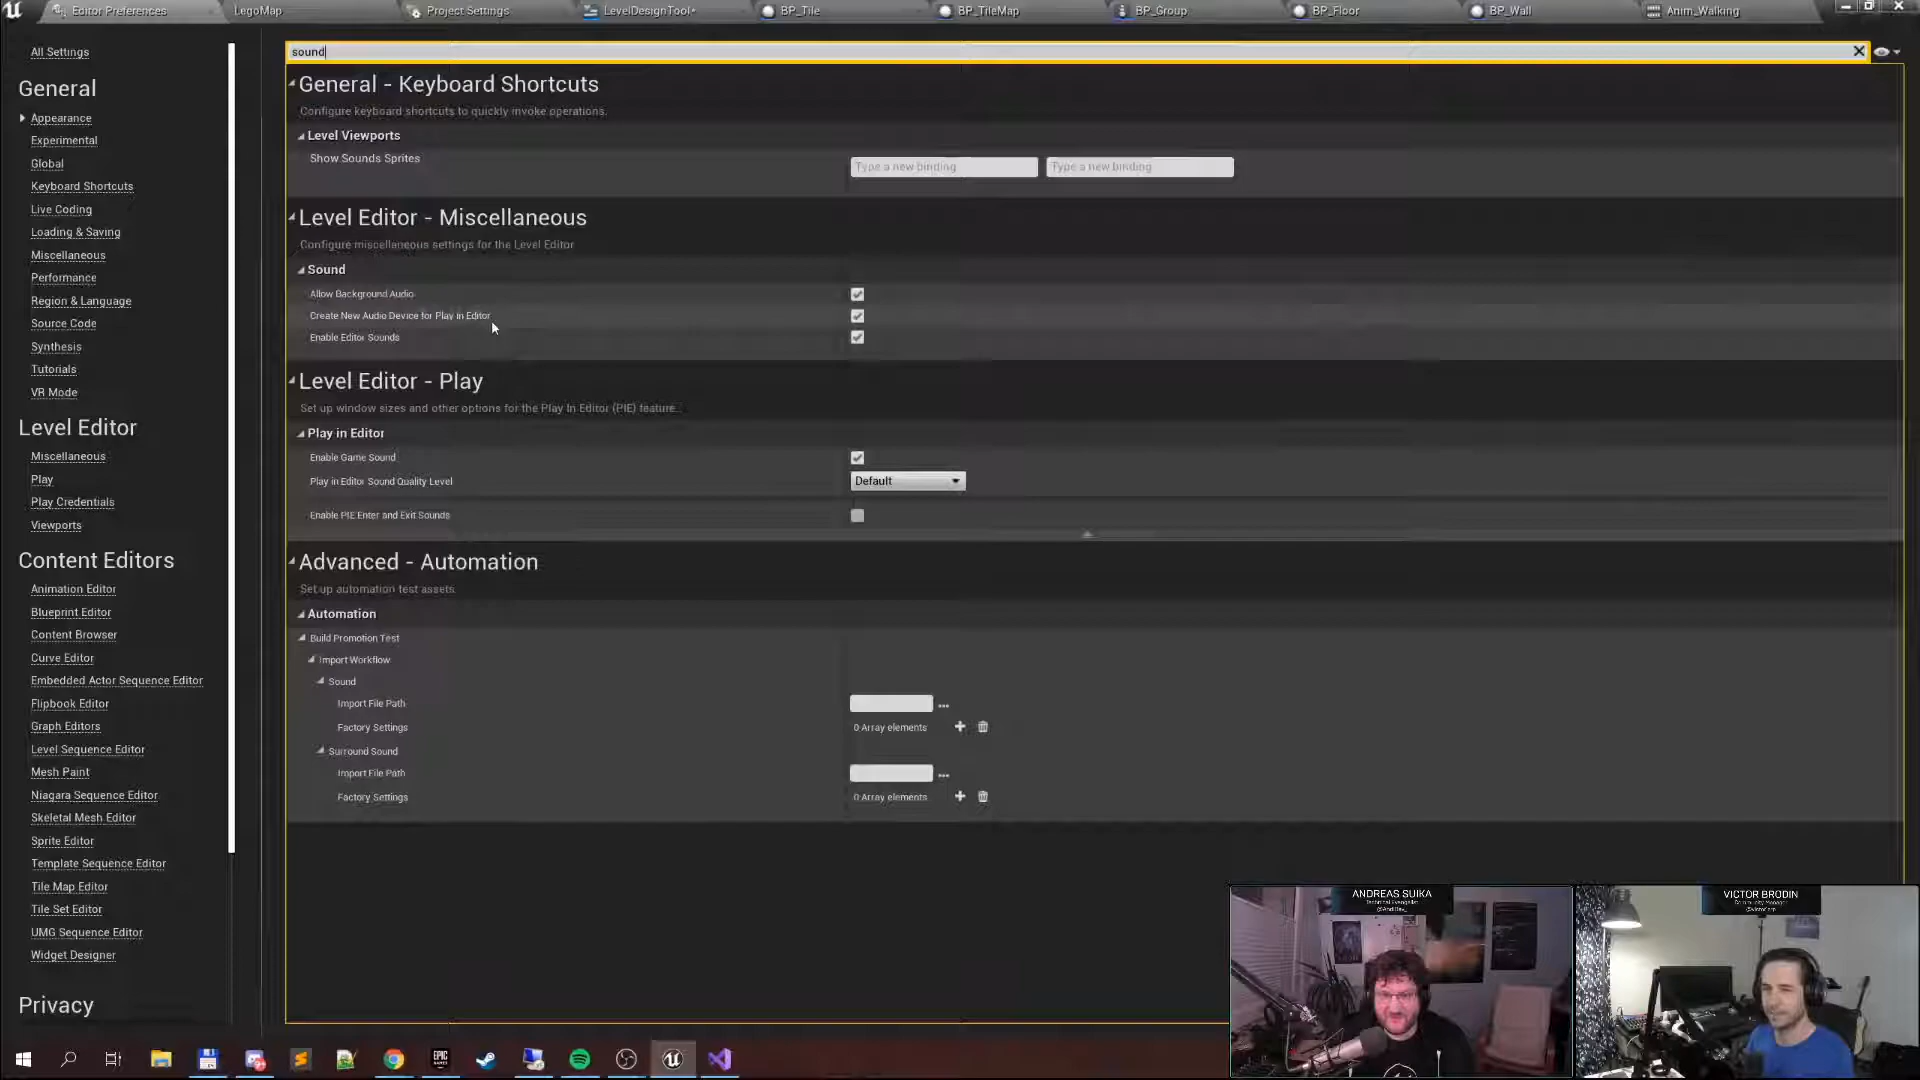 Editor Preferences
LegoMap
Project Settings
LevelDesignTool*
BP_Tile
BP_TileMap
BP_Group
BP_Floor
BP_Wall
Anim_Walking
All Settings
General
Appearance
Experimental
Global
Keyboard Shortcuts
Live Coding
Loading & Saving
Miscellaneous
Performance
Region & Language
Source Code
Synthesis
Tutorials
VR Mode
Level Editor
Miscellaneous
Play
Play Credentials
Viewports
Content Editors
Animation Editor
Blueprint Editor
Content Browser
Curve Editor
Embedded Actor Sequence Editor
Flipbook Editor
Graph Editors
Level Sequence Editor
Mesh Paint
Niagara Sequence Editor
Skeletal Mesh Editor
Sprite Editor
Template Sequence Editor
Tile Map Editor
Tile Set Editor
UMG Sequence Editor
Widget Designer
Privacy
sound
General - Keyboard Shortcuts
Configure keyboard shortcuts to quickly invoke operations.
Level Viewports
Show Sounds Sprites
Type a new binding
Type a new binding
Level Editor - Miscellaneous
Configure miscellaneous settings for the Level Editor
Sound
Allow Background Audio
Create New Audio Device for Play in Editor
Enable Editor Sounds
Level Editor - Play
Set up window sizes and other options for the Play In Editor (PIE) feature.
Play in Editor
Enable Game Sound
Play in Editor Sound Quality Level
Default
Enable PIE Enter and Exit Sounds
Advanced - Automation
Set up automation test assets.
Automation
Build Promotion Test
Import Workflow
Sound
Import File Path
...
Factory Settings
0 Array elements
Surround Sound
Import File Path
...
Factory Settings
0 Array elements
ANDREAS SUIKA
Technical Evangelist
VICTOR BRODIN
Community Manager
EPIC
GAMES